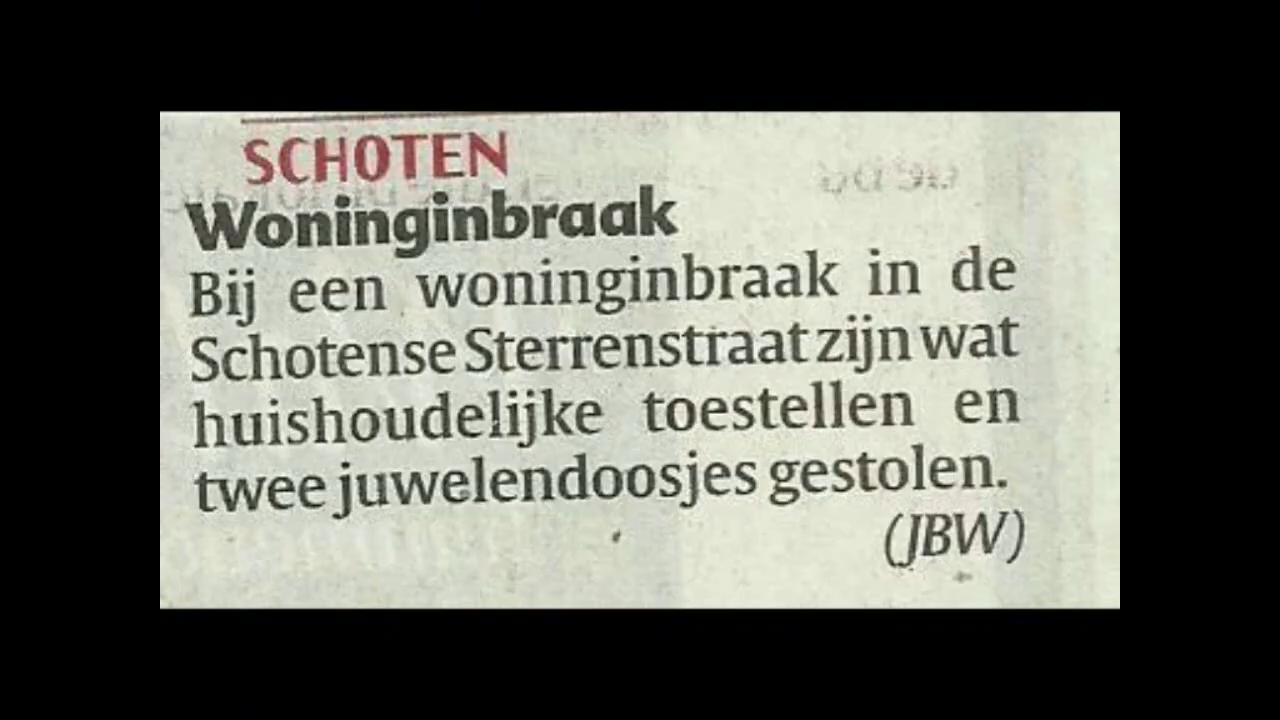 SCHOTEN
Woninginbraak
Bij een woninginbraak in de
Schotense Sterrenstraat zijn wat
huishoudelijke toestellen en
twee juwelendoosjes gestolen.
(JBW)